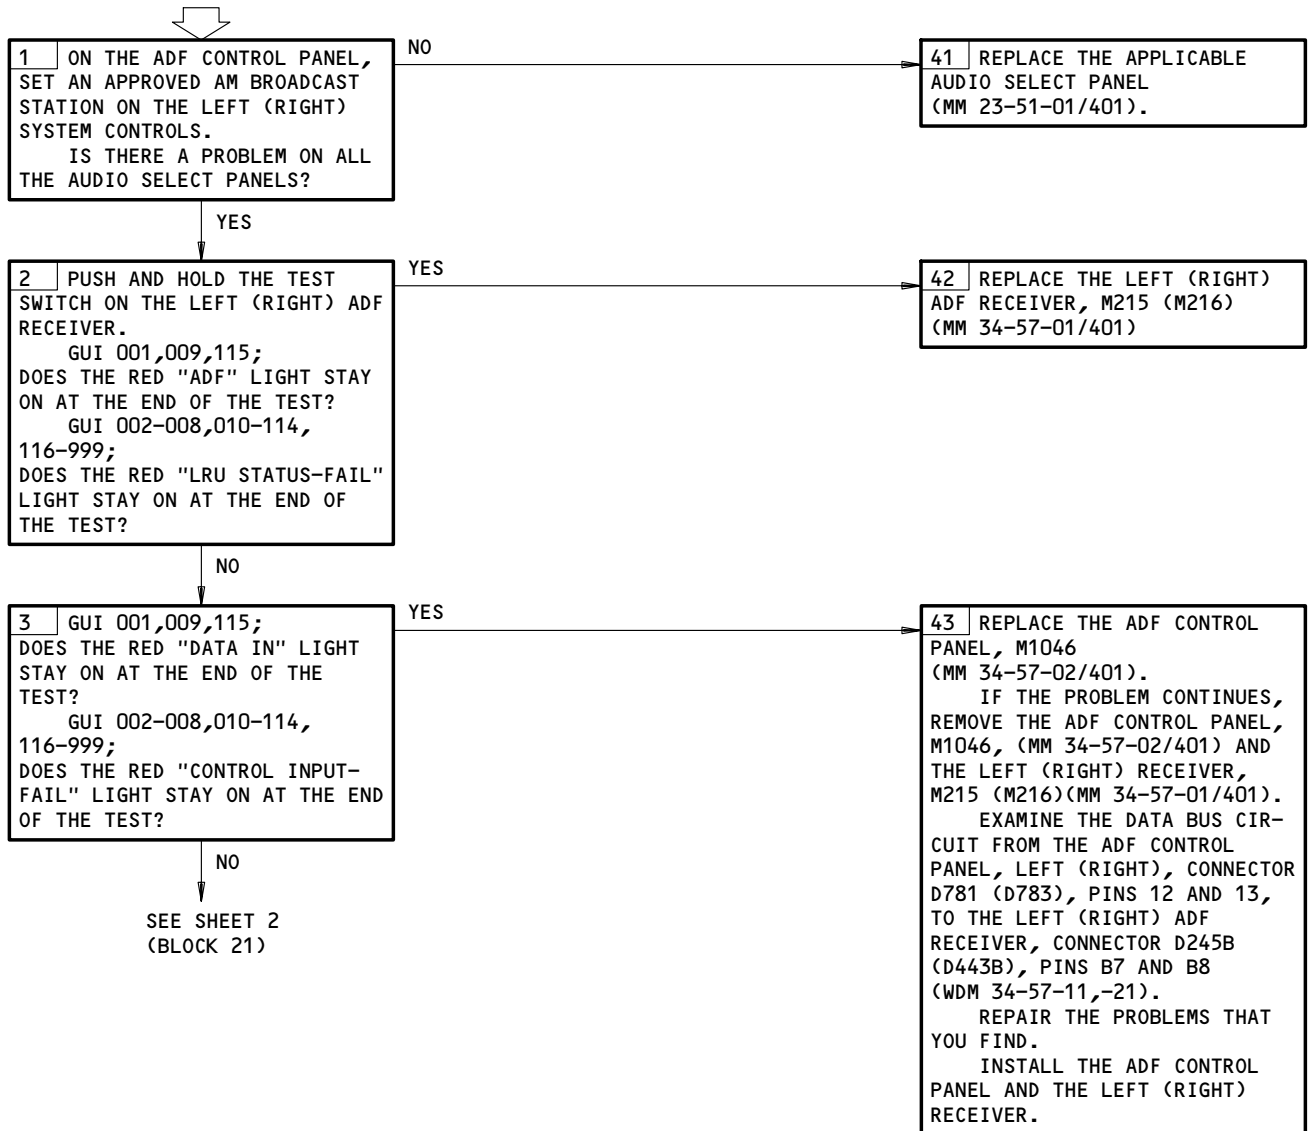 1 ON THE ADF CONTROL PANEL,
SET AN APPROVED AM BROADCAST
STATION ON THE LEFT (RIGHT)
SYSTEM CONTROLS.
IS THERE A PROBLEM ON ALL
THE AUDIO SELECT PANELS?
NO
41 REPLACE THE APPLICABLE
AUDIO SELECT PANEL
(MM 23-51-01/401).
YES
2 PUSH AND HOLD THE TEST
SWITCH ON THE LEFT (RIGHT) ADF
RECEIVER.
GUI 001,009,115;
DOES THE RED "ADF" LIGHT STAY
ON AT THE END OF THE TEST?
GUI 002-008,010-114,
116-999;
DOES THE RED "LRU STATUS-FAIL"
LIGHT STAY ON AT THE END OF
THE TEST?
YES
42 REPLACE THE LEFT (RIGHT)
ADF RECEIVER, M215 (M216)
(MM 34-57-01/401)
NO
3 GUI 001,009,115;
DOES THE RED "DATA IN" LIGHT
STAY ON AT THE END OF THE
TEST?
GUI 002-008,010-114,
116-999;
DOES THE RED "CONTROL INPUT-
FAIL" LIGHT STAY ON AT THE END
OF THE TEST?
YES
43 REPLACE THE ADF CONTROL
PANEL, M1046
(MM 34-57-02/401).
IF THE PROBLEM CONTINUES,
REMOVE THE ADF CONTROL PANEL,
M1046, (MM 34-57-02/401) AND
THE LEFT (RIGHT) RECEIVER,
M215 (M216)(MM 34-57-01/401).
EXAMINE THE DATA BUS CIR-
CUIT FROM THE ADF CONTROL
PANEL, LEFT (RIGHT), CONNECTOR
D781 (D783), PINS 12 AND 13,
TO THE LEFT (RIGHT) ADF
RECEIVER, CONNECTOR D245B
(D443B), PINS B7 AND B8
(WDM 34-57-11,-21).
REPAIR THE PROBLEMS THAT
YOU FIND.
INSTALL THE ADF CONTROL
PANEL AND THE LEFT (RIGHT)
RECEIVER.
NO
SEE SHEET 2
(BLOCK 21)